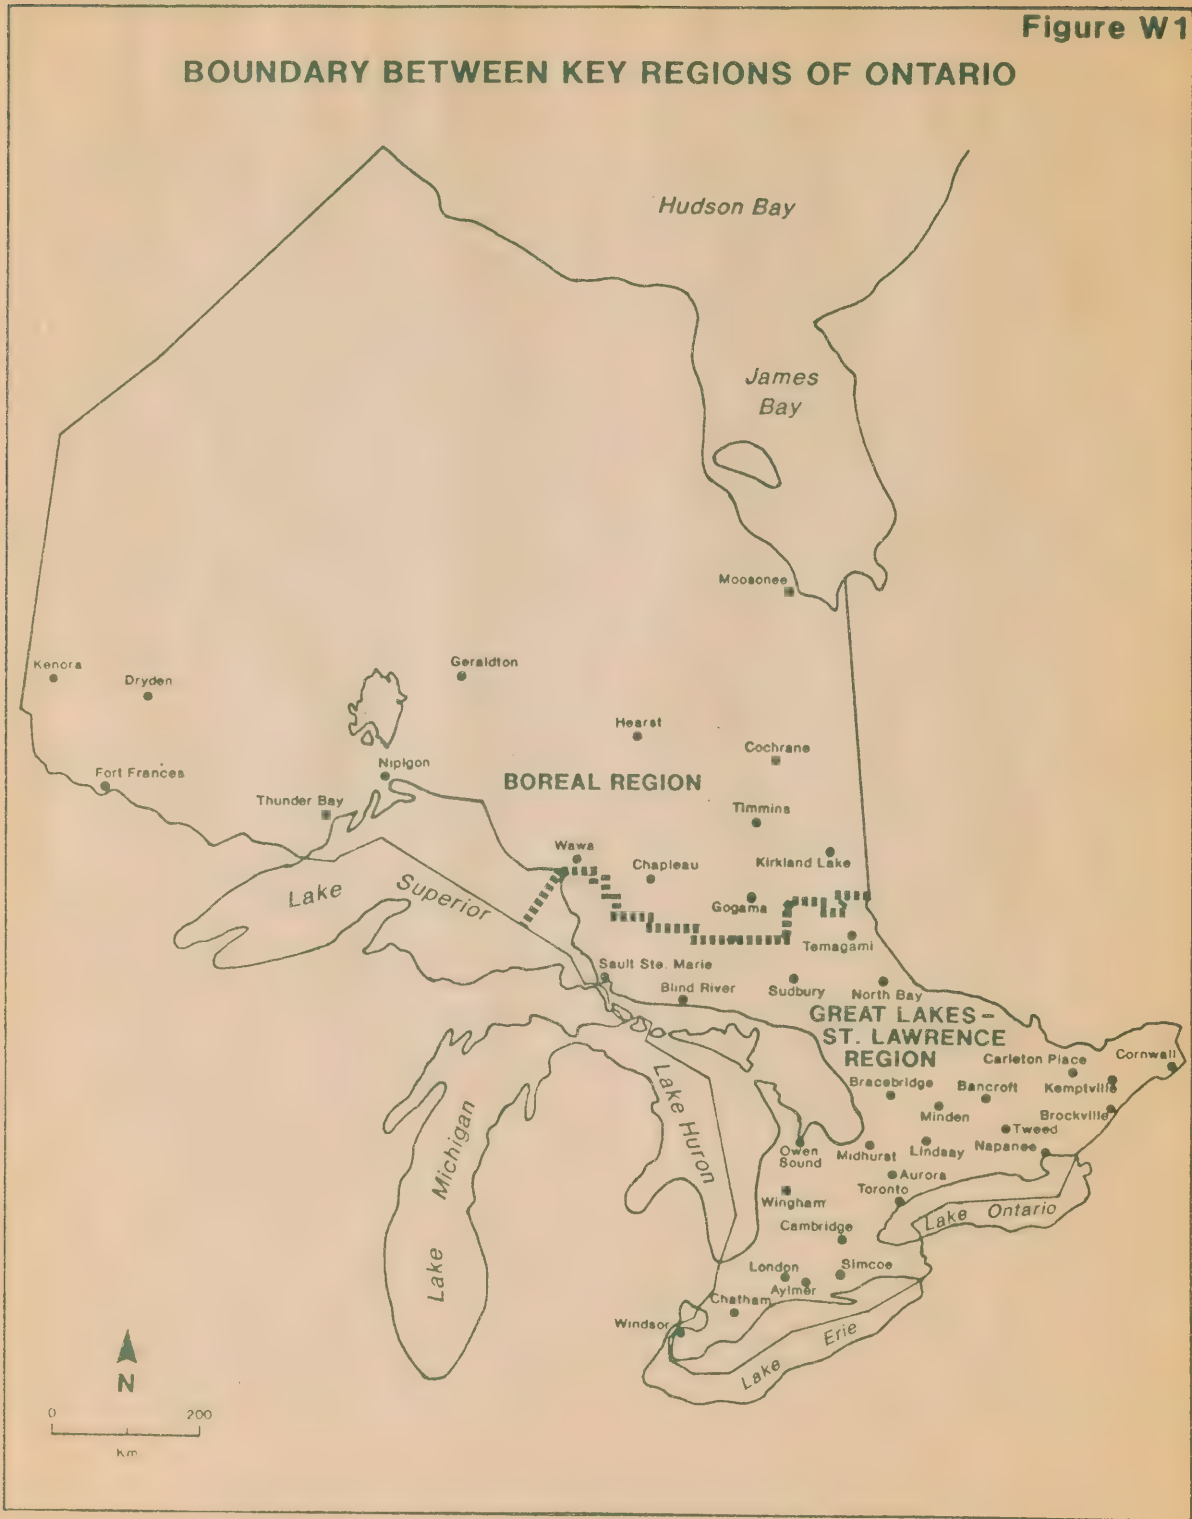 Figure W1
BOUNDARY BETWEEN KEY REGIONS OF ONTARIO
Hudson Bay
James
Bay
Moosonee
Kenora
Dryden
Geraldton
Hearst
Cochrane
Fort Frances
Nipigon
BOREAL REGION
Thunder Bay
Timmins
Wawa
Chapleau
Kirkland Lake
Lake Superior
Gogama
Temagami
Sault Ste. Marie
Blind River
Sudbury
North Bay
GREAT LAKES -
ST. LAWRENCE
REGION
Carleton Place
Cornwall
Bracebridge
Bancroft
Kemptville
Minden
Brockville
Tweed
Lake Huron
Lake Michigan
Owen
Sound
Midhurst
Lindsay
Napanee
Aurora
Toronto
Wingham
Lake Ontario
Cambridge
London
Simcoe
Aylmer
Chatham
Windsor
Lake Erie
N
0 200
Km